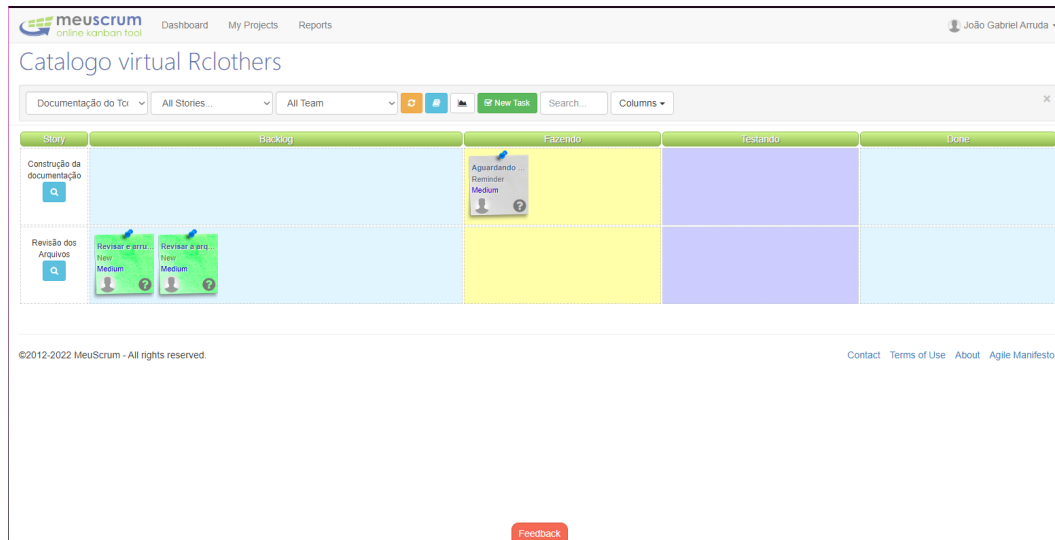 meuscrum
online kanban tool
Dashboard My Projects Reports
João Gabriel Arruda
Catalogo virtual Rclothers
Documentação do Tc
All Stories...
All Team
New Task
Search...
Columns
Story Backlog Fazendo Testando Done
Construção da
documentação
Aguardando ...
Reminder
Medium
Revisão dos
Arquivos
Revisar e arru...
New
Medium
Revisar a arq...
New
Medium
©2012-2022 MeuScrum - All rights reserved.
Contact Terms of Use About Agile Manifesto
Feedback